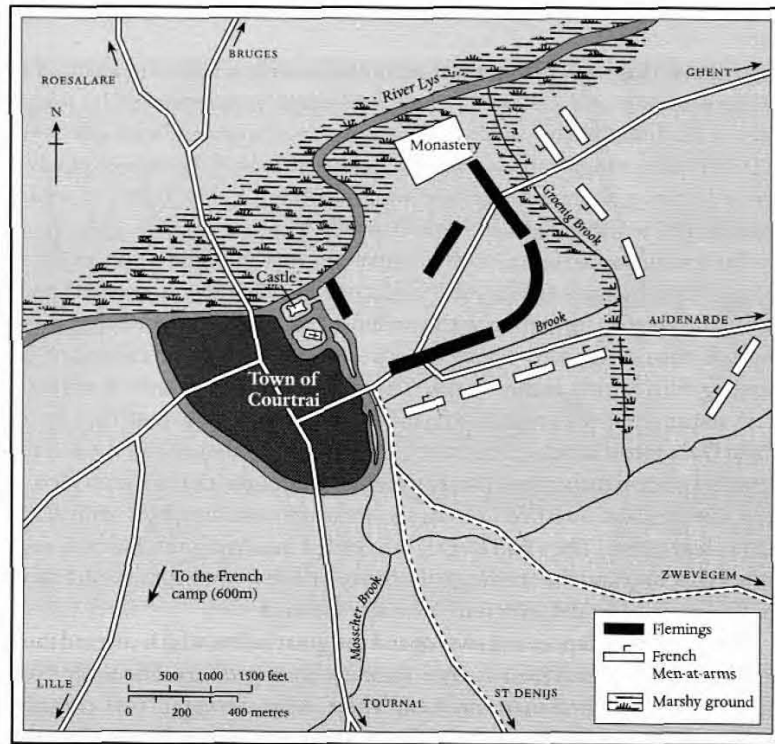 BRUGES
ROESALARE
GHENT
River Lys
N
Monastery
Groenig Brook
Castle
Brook
AUDENARDE
Town of
Courtrai
To the French
camp (600m)
Mosscher Brook
ZWEVEGEM
Flemings
French
Men-at-arms
Marshy ground
0 500 1000 1500 feet
0 200 400 metres
LILLE
TOURNAI
ST DENIJS